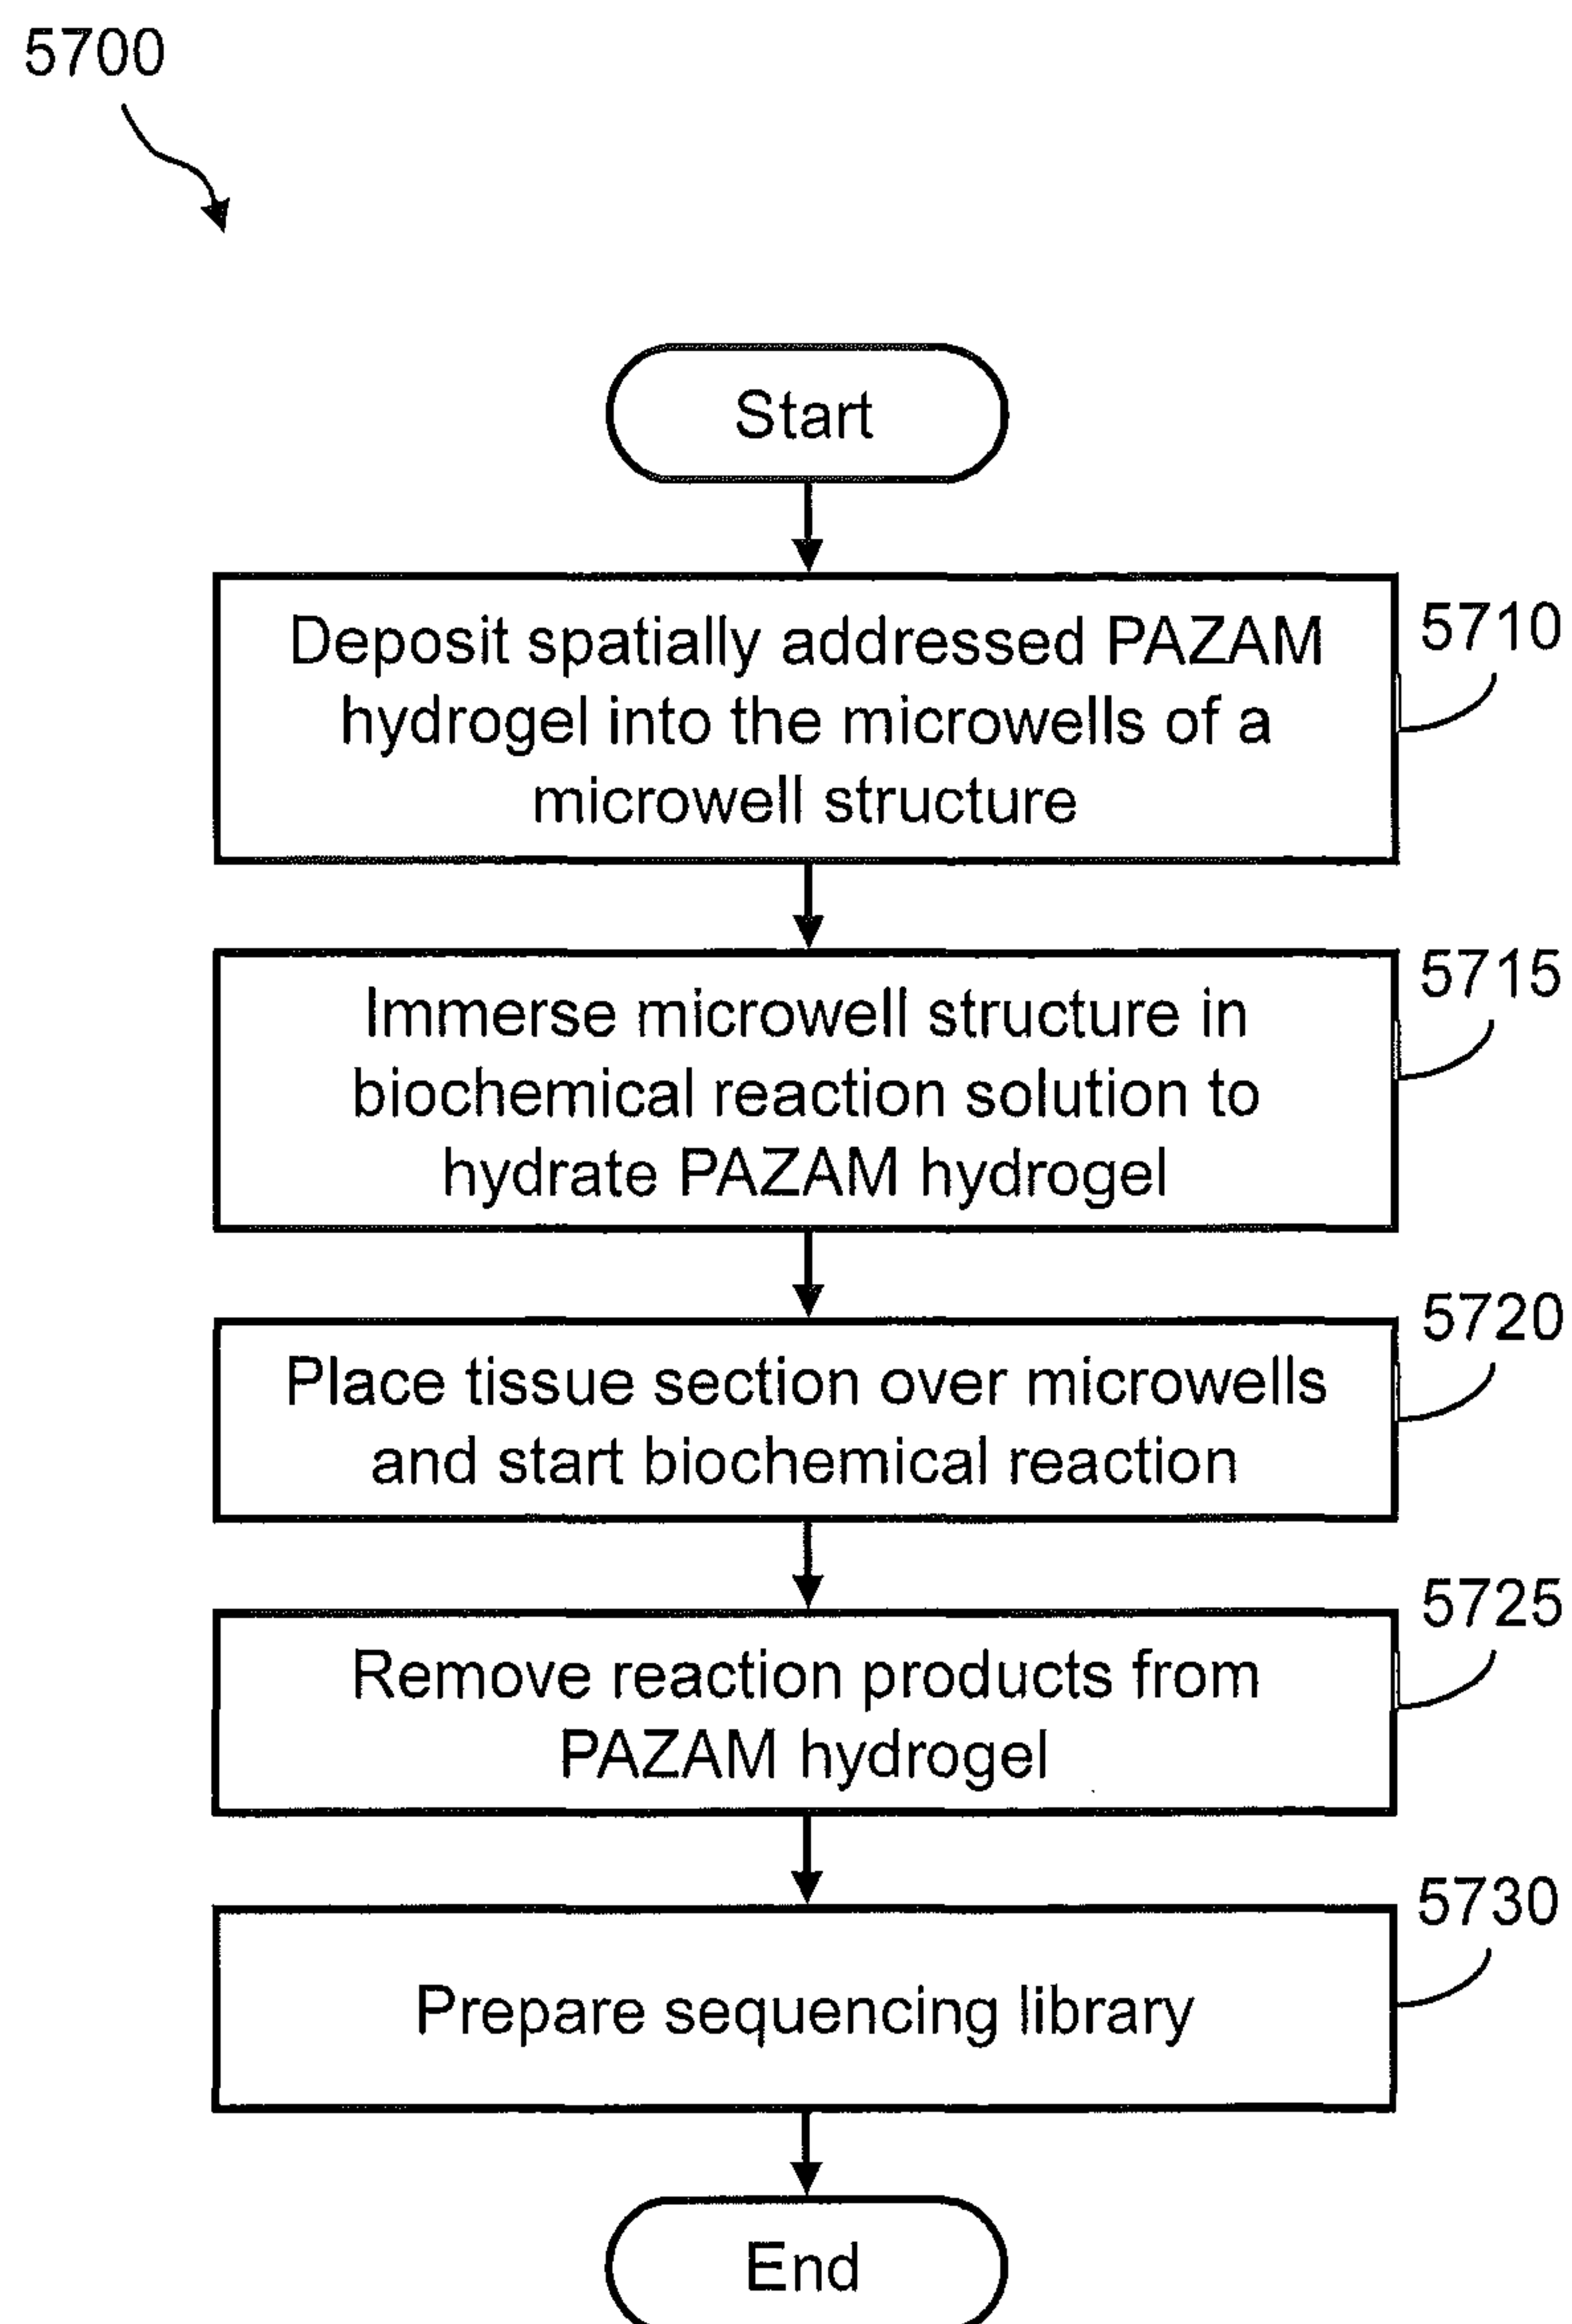 5700
Start
Deposit spatially addressed PAZAM
hydrogel into the microwells of a
microwell structure
5710
Immerse microwell structure in
biochemical reaction solution to
hydrate PAZAM hydrogel
5715
Place tissue section over microwells
and start biochemical reaction
5720
Remove reaction products from
PAZAM hydrogel
5725
Prepare sequencing library
5730
End